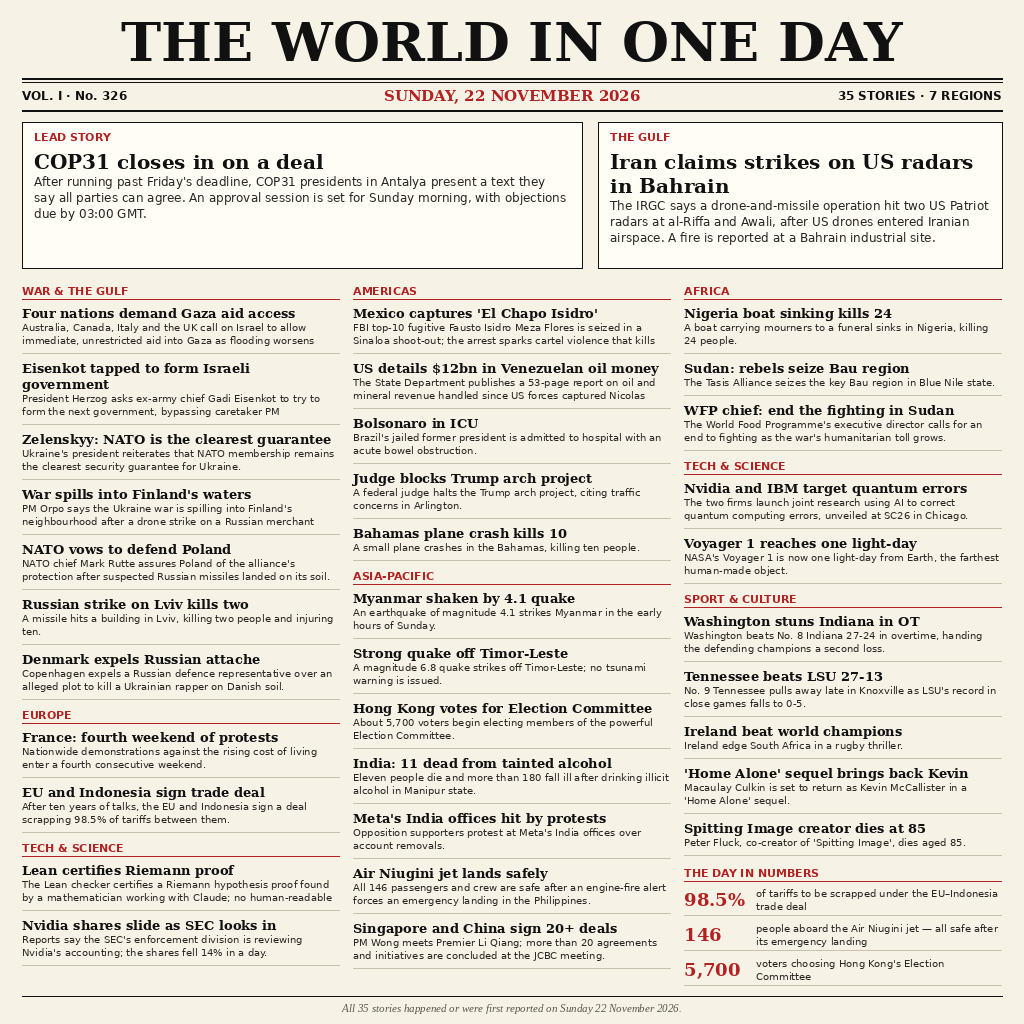 THE WORLD IN ONE DAY
VOL. I · No. 326
SUNDAY, 22 NOVEMBER 2026
35 STORIES · 7 REGIONS
LEAD STORY
COP31 closes in on a deal
After running past Friday's deadline, COP31 presidents in Antalya present a text they
say all parties can agree. An approval session is set for Sunday morning, with objections
due by 03:00 GMT.
THE GULF
Iran claims strikes on US radars
in Bahrain
The IRGC says a drone-and-missile operation hit two US Patriot
radars at al-Riffa and Awali, after US drones entered Iranian
airspace. A fire is reported at a Bahrain industrial site.
WAR & THE GULF
Four nations demand Gaza aid access
Australia, Canada, Italy and the UK call on Israel to allow
immediate, unrestricted aid into Gaza as flooding worsens
Eisenkot tapped to form Israeli
government
President Herzog asks ex-army chief Gadi Eisenkot to try to
form the next government, bypassing caretaker PM
Zelenskyy: NATO is the clearest guarantee
Ukraine's president reiterates that NATO membership remains
the clearest security guarantee for Ukraine.
War spills into Finland's waters
PM Orpo says the Ukraine war is spilling into Finland's
neighbourhood after a drone strike on a Russian merchant
NATO vows to defend Poland
NATO chief Mark Rutte assures Poland of the alliance's
protection after suspected Russian missiles landed on its soil.
Russian strike on Lviv kills two
A missile hits a building in Lviv, killing two people and injuring
ten.
Denmark expels Russian attache
Copenhagen expels a Russian defence representative over an
alleged plot to kill a Ukrainian rapper on Danish soil.
EUROPE
France: fourth weekend of protests
Nationwide demonstrations against the rising cost of living
enter a fourth consecutive weekend.
EU and Indonesia sign trade deal
After ten years of talks, the EU and Indonesia sign a deal
scrapping 98.5% of tariffs between them.
TECH & SCIENCE
Lean certifies Riemann proof
The Lean checker certifies a Riemann hypothesis proof found
by a mathematician working with Claude; no human-readable
Nvidia shares slide as SEC looks in
Reports say the SEC's enforcement division is reviewing
Nvidia's accounting; the shares fell 14% in a day.
AMERICAS
Mexico captures 'El Chapo Isidro'
FBI top-10 fugitive Fausto Isidro Meza Flores is seized in a
Sinaloa shoot-out; the arrest sparks cartel violence that kills
US details $12bn in Venezuelan oil money
The State Department publishes a 53-page report on oil and
mineral revenue handled since US forces captured Nicolas
Bolsonaro in ICU
Brazil's jailed former president is admitted to hospital with an
acute bowel obstruction.
Judge blocks Trump arch project
A federal judge halts the Trump arch project, citing traffic
concerns in Arlington.
Bahamas plane crash kills 10
A small plane crashes in the Bahamas, killing ten people.
ASIA-PACIFIC
Myanmar shaken by 4.1 quake
An earthquake of magnitude 4.1 strikes Myanmar in the early
hours of Sunday.
Strong quake off Timor-Leste
A magnitude 6.8 quake strikes off Timor-Leste; no tsunami
warning is issued.
Hong Kong votes for Election Committee
About 5,700 voters begin electing members of the powerful
Election Committee.
India: 11 dead from tainted alcohol
Eleven people die and more than 180 fall ill after drinking illicit
alcohol in Manipur state.
Meta's India offices hit by protests
Opposition supporters protest at Meta's India offices over
account removals.
Air Niugini jet lands safely
All 146 passengers and crew are safe after an engine-fire alert
forces an emergency landing in the Philippines.
Singapore and China sign 20+ deals
PM Wong meets Premier Li Qiang; more than 20 agreements
and initiatives are concluded at the JCBC meeting.
AFRICA
Nigeria boat sinking kills 24
A boat carrying mourners to a funeral sinks in Nigeria, killing
24 people.
Sudan: rebels seize Bau region
The Tasis Alliance seizes the key Bau region in Blue Nile state.
WFP chief: end the fighting in Sudan
The World Food Programme's executive director calls for an
end to fighting as the war's humanitarian toll grows.
TECH & SCIENCE
Nvidia and IBM target quantum errors
The two firms launch joint research using AI to correct
quantum computing errors, unveiled at SC26 in Chicago.
Voyager 1 reaches one light-day
NASA's Voyager 1 is now one light-day from Earth, the farthest
human-made object.
SPORT & CULTURE
Washington stuns Indiana in OT
Washington beats No. 8 Indiana 27-24 in overtime, handing
the defending champions a second loss.
Tennessee beats LSU 27-13
No. 9 Tennessee pulls away late in Knoxville as LSU's record in
close games falls to 0-5.
Ireland beat world champions
Ireland edge South Africa in a rugby thriller.
'Home Alone' sequel brings back Kevin
Macaulay Culkin is set to return as Kevin McCallister in a
'Home Alone' sequel.
Spitting Image creator dies at 85
Peter Fluck, co-creator of 'Spitting Image', dies aged 85.
THE DAY IN NUMBERS
98.5%
of tariffs to be scrapped under the EU–Indonesia
trade deal
146
people aboard the Air Niugini jet — all safe after
its emergency landing
5,700
voters choosing Hong Kong's Election
Committee
All 35 stories happened or were first reported on Sunday 22 November 2026.